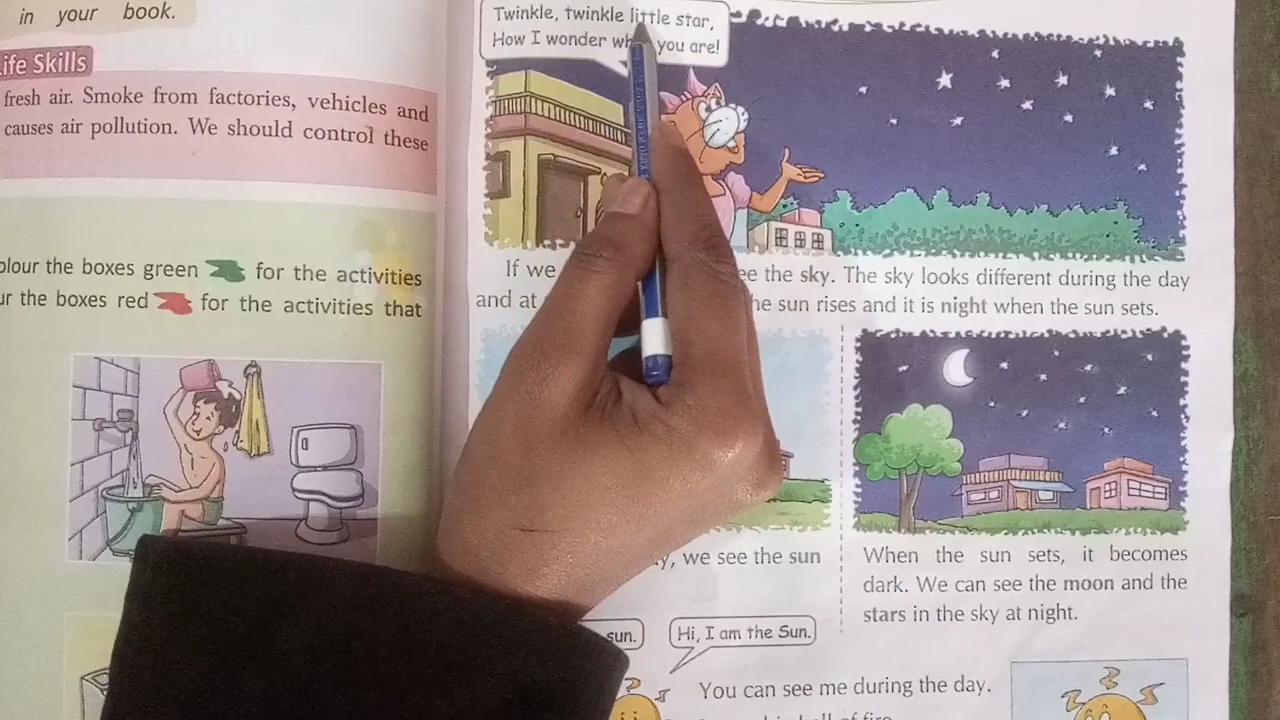 in your book.
Life Skills
fresh air. Smoke from factories, vehicles and
causes air pollution. We should control these
olour the boxes green for the activities
ur the boxes red for the activities that
Twinkle, twinkle little star,
How I wonder you are!
If we the sky. The sky looks different during the day
and at the sun rises and it is night when the sun sets.
we see the sun
When the sun sets, it becomes
dark. We can see the moon and the
stars in the sky at night.
sun.
Hi, I am the Sun.
You can see me during the day.
ball of fire